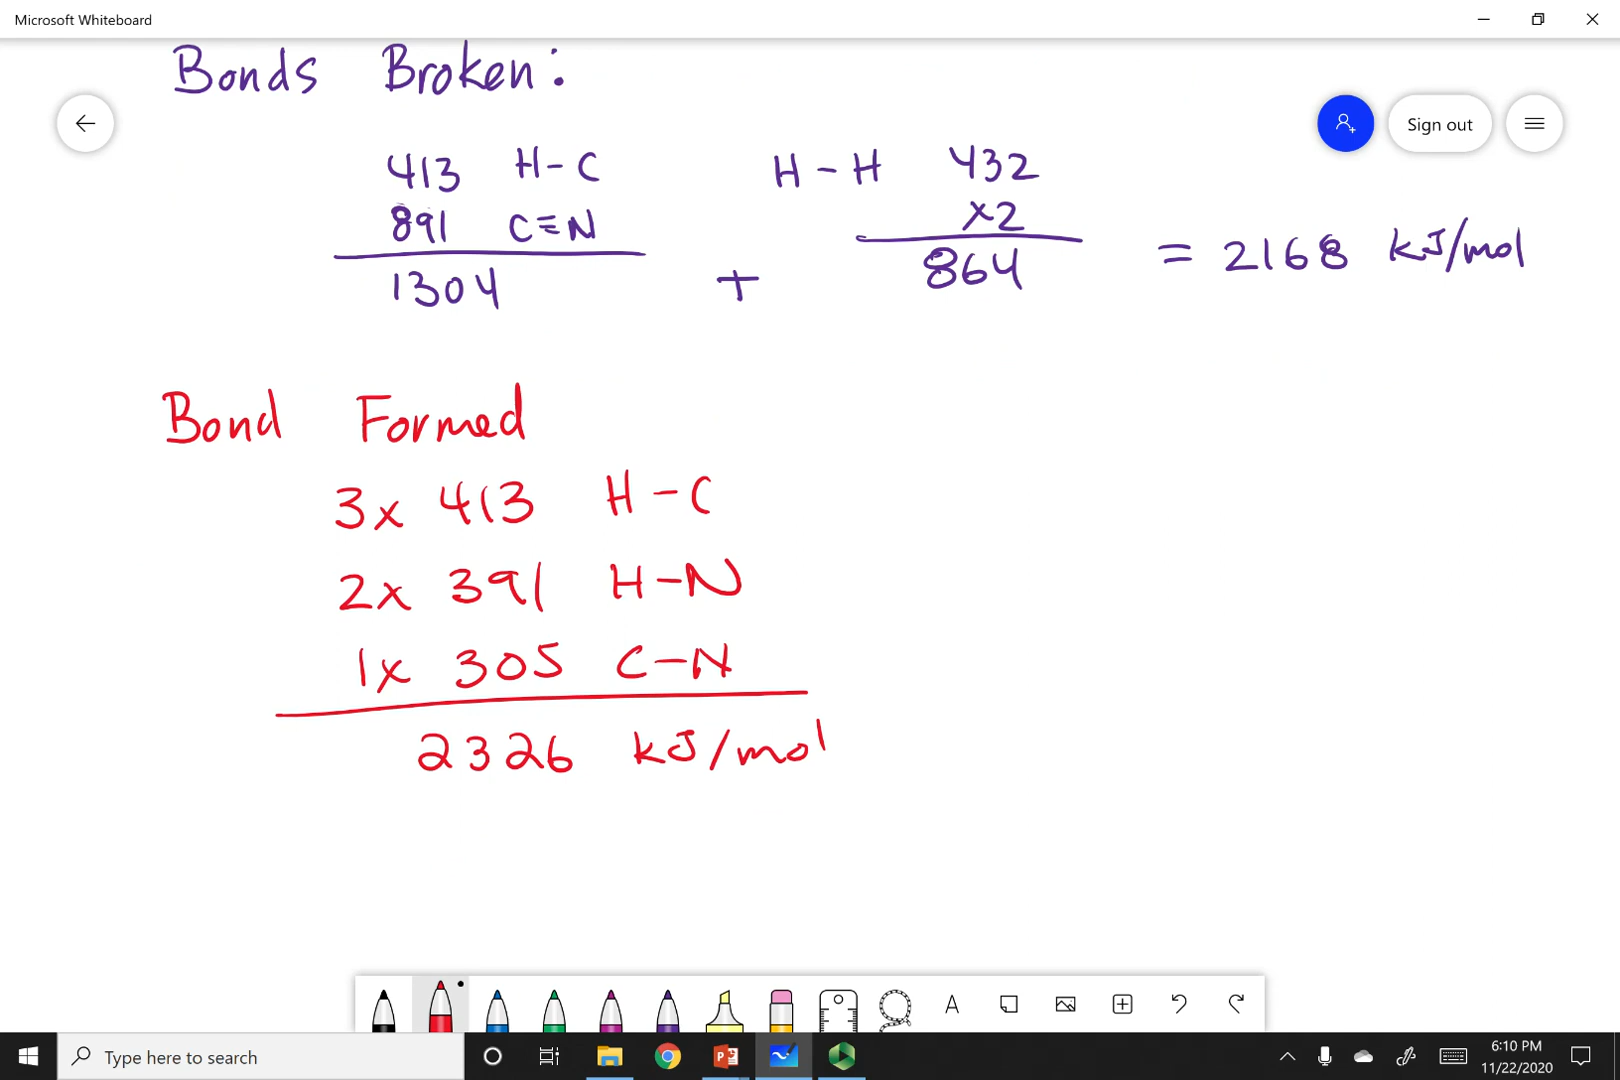 Microsoft Whiteboard
Bonds Broken:
Sign out
413 H-C H-H 432
891 C≡N x2
1304 + 864 = 2168 kJ/mol
Bond Formed
3x 413 H-C
2x 391 H-N
1x 305 C-N
2326 kJ/mol
A
Type here to search
6:10 PM
11/22/2020